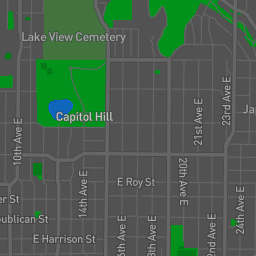 Lake View Cemetery
Capitol Hill
10th Ave E
14th Ave E
21st Ave E
23rd Ave E
20th Ave E
24th Ave E
E Roy St
E Harrison St